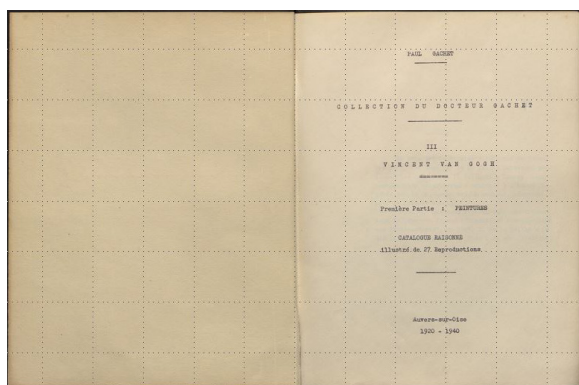 PAUL GACHET
COLLECTION DU DOCTEUR GACHET
III
VINCENT VAN GOGH
Première Partie : PEINTURES
CATALOGUE RAISONNE
illustré de 27 Reproductions
Auvers-sur-Oise
1920 - 1940